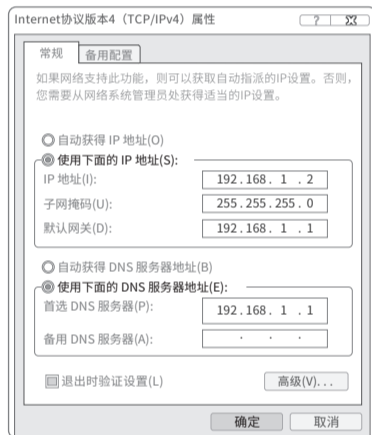 Internet协议版本4（TCP/IPv4）属性
常规 备用配置
如果网络支持此功能，则可以获取自动指派的IP设置。否则，
您需要从网络系统管理员处获得适当的IP设置。
自动获得 IP 地址(O)
使用下面的 IP 地址(S):
IP 地址(I): 192.168. 1 .2
子网掩码(U): 255.255.255.0
默认网关(D): 192.168. 1 .1
自动获得 DNS 服务器地址(B)
使用下面的 DNS 服务器地址(E):
首选 DNS 服务器(P): 192.168. 1 .1
备用 DNS 服务器(A): . . .
退出时验证设置(L) 高级(V)...
确定 取消